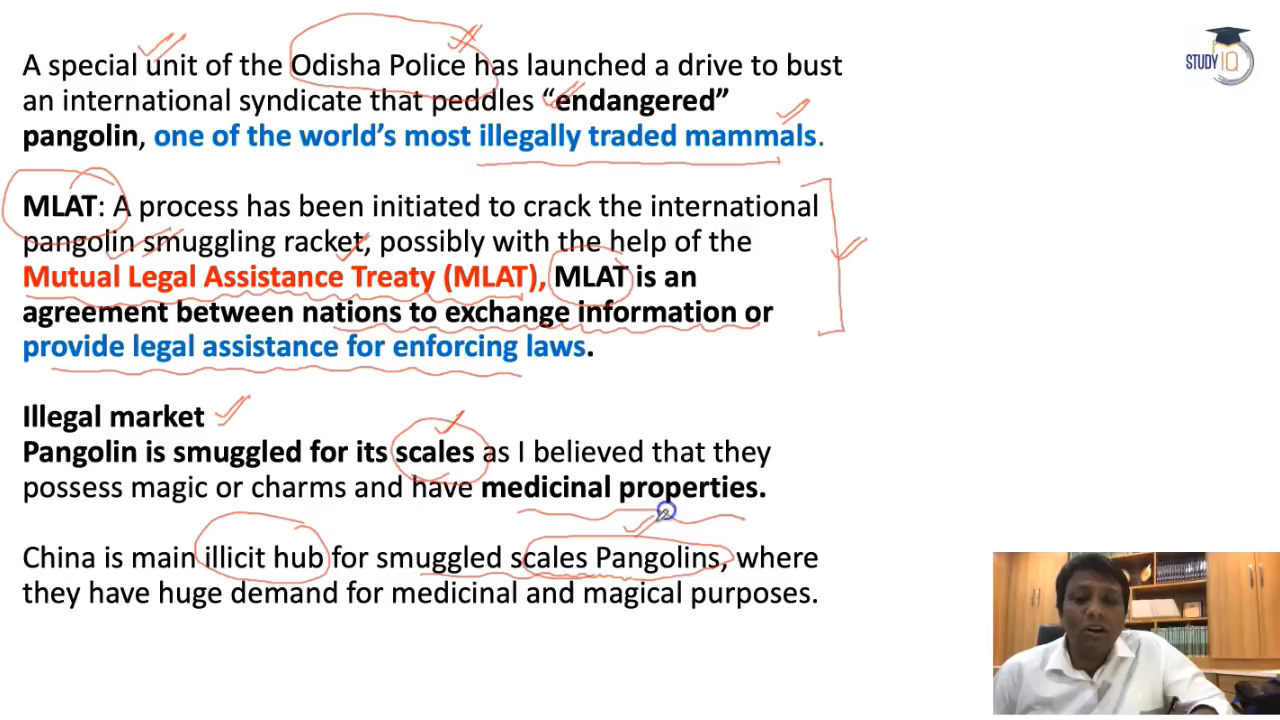 STUDY IQ
A special unit of the Odisha Police has launched a drive to bust
an international syndicate that peddles “endangered”
pangolin, one of the world’s most illegally traded mammals.
MLAT: A process has been initiated to crack the international
pangolin smuggling racket, possibly with the help of the
Mutual Legal Assistance Treaty (MLAT), MLAT is an
agreement between nations to exchange information or
provide legal assistance for enforcing laws.
Illegal market
Pangolin is smuggled for its scales as I believed that they
possess magic or charms and have medicinal properties.
China is main illicit hub for smuggled scales Pangolins, where
they have huge demand for medicinal and magical purposes.